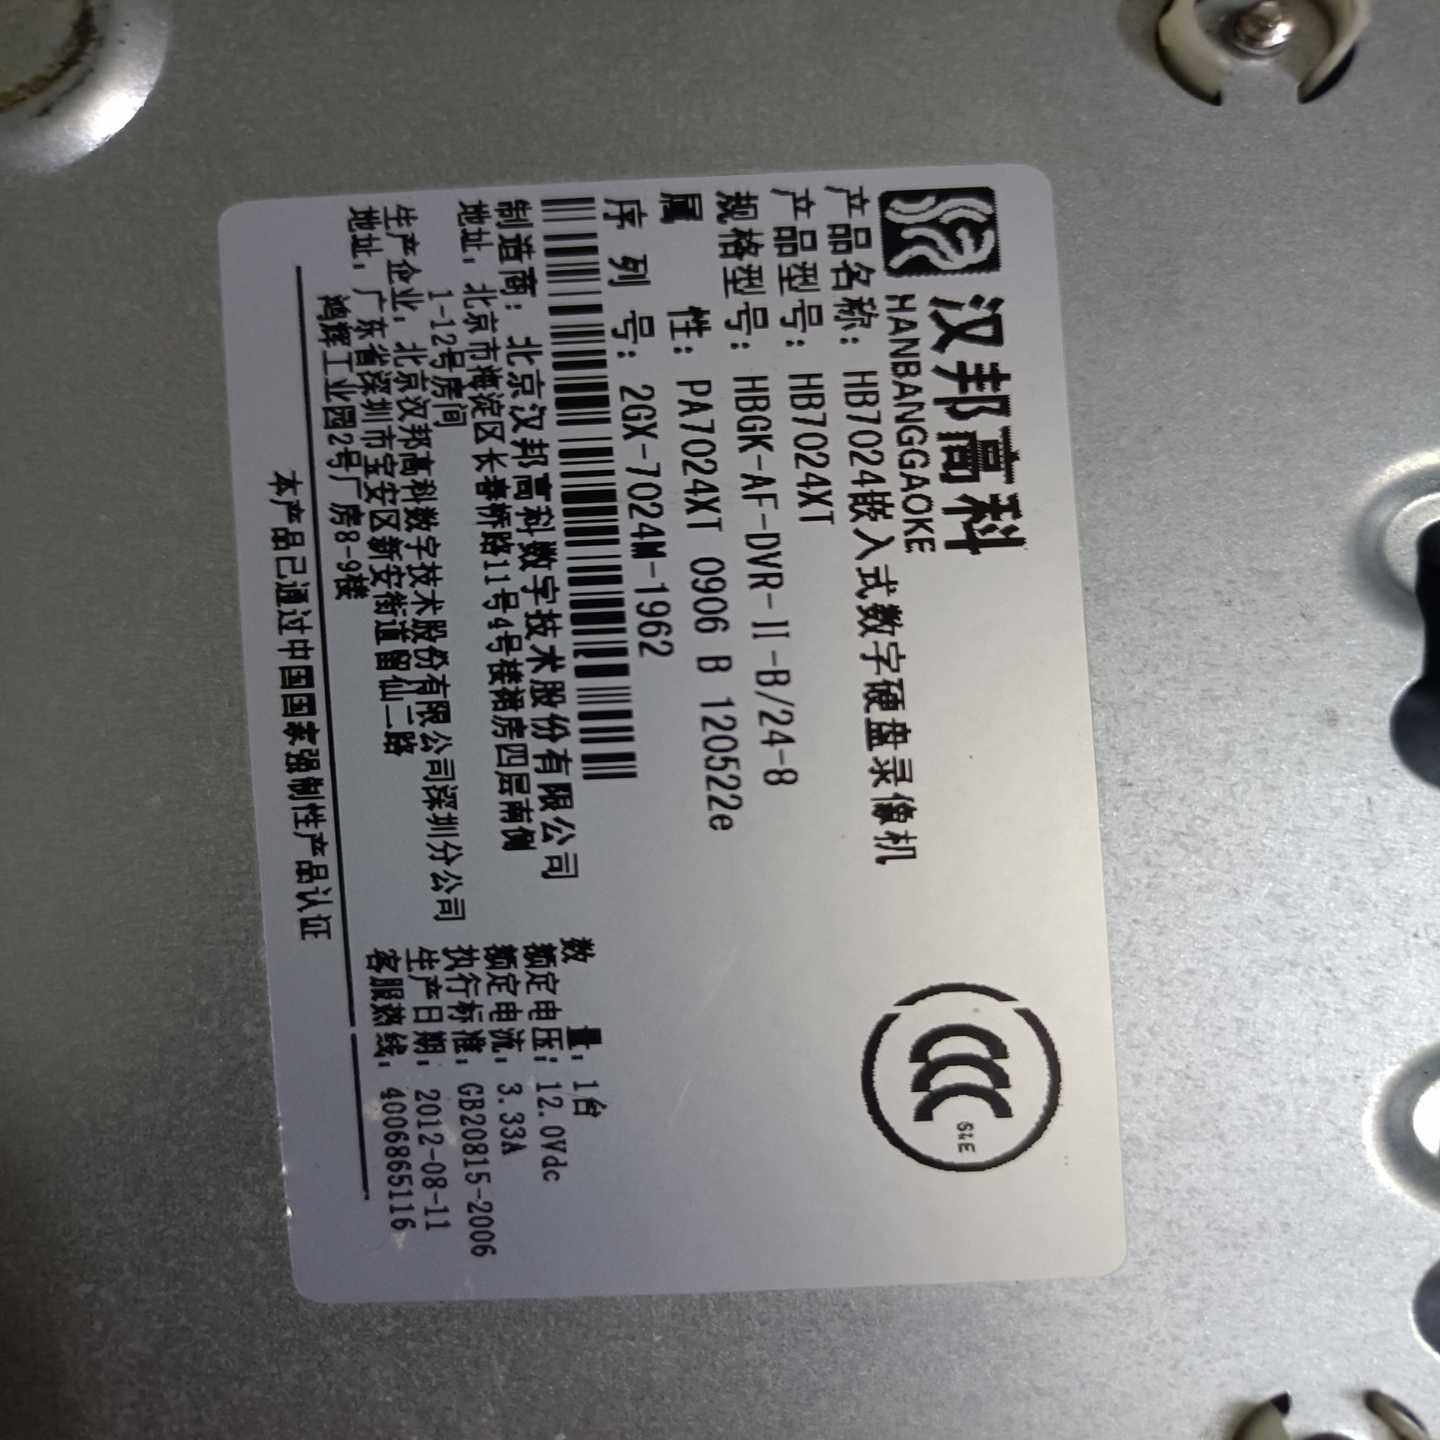 汉邦高科
HANBANGGAOKE
产品名称：HB7024嵌入式数字硬盘录像机
产品型号：HB7024XT
规格型号：HBGK-AF-DVR-II-B/24-8
属 性：PA7024XT 0906 B 120522e
序 列 号：2GX-7024M-1962
制造商：北京汉邦高科数字技术股份有限公司
地址：北京市海淀区长春桥路11号4号楼裙房四层南侧
1-12号房间
生产企业：北京汉邦高科数字技术股份有限公司深圳分公司
地址：广东省深圳市宝安区新安街道留仙二路
鸿辉工业园2号厂房8-9楼
本产品已通过中国国家强制性产品认证
数 量：1台
额定电压：12.0Vdc
额定电流：3.33A
执行标准：GB20815-2006
生产日期：2012-08-11
客服热线：4006865116
CCC
S&E